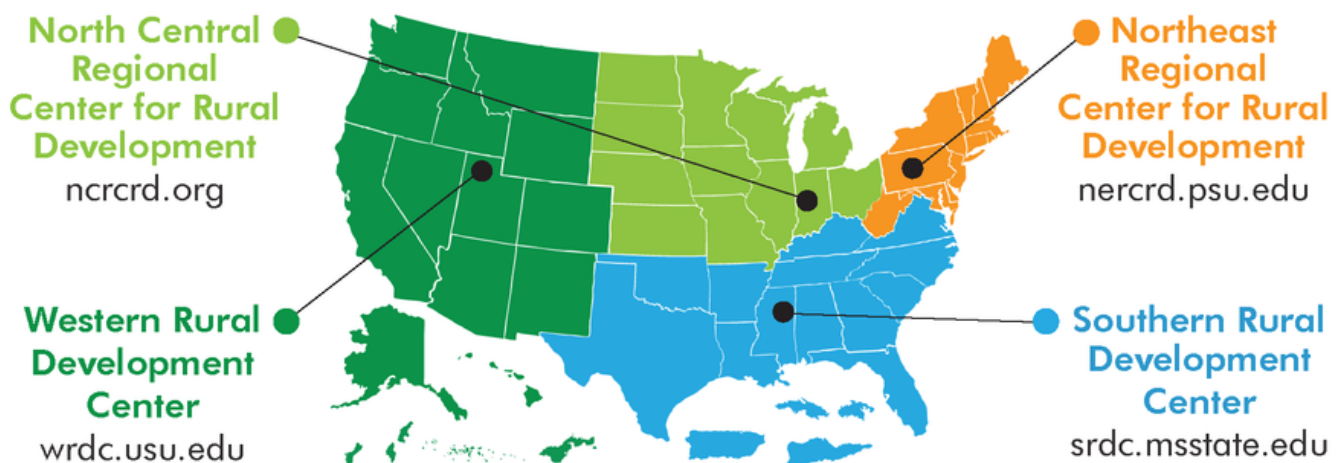 North Central
Regional
Center for Rural
Development
ncrcrd.org
Northeast
Regional
Center for Rural
Development
nercrd.psu.edu
Western Rural
Development
Center
wrdc.usu.edu
Southern Rural
Development
Center
srdc.msstate.edu